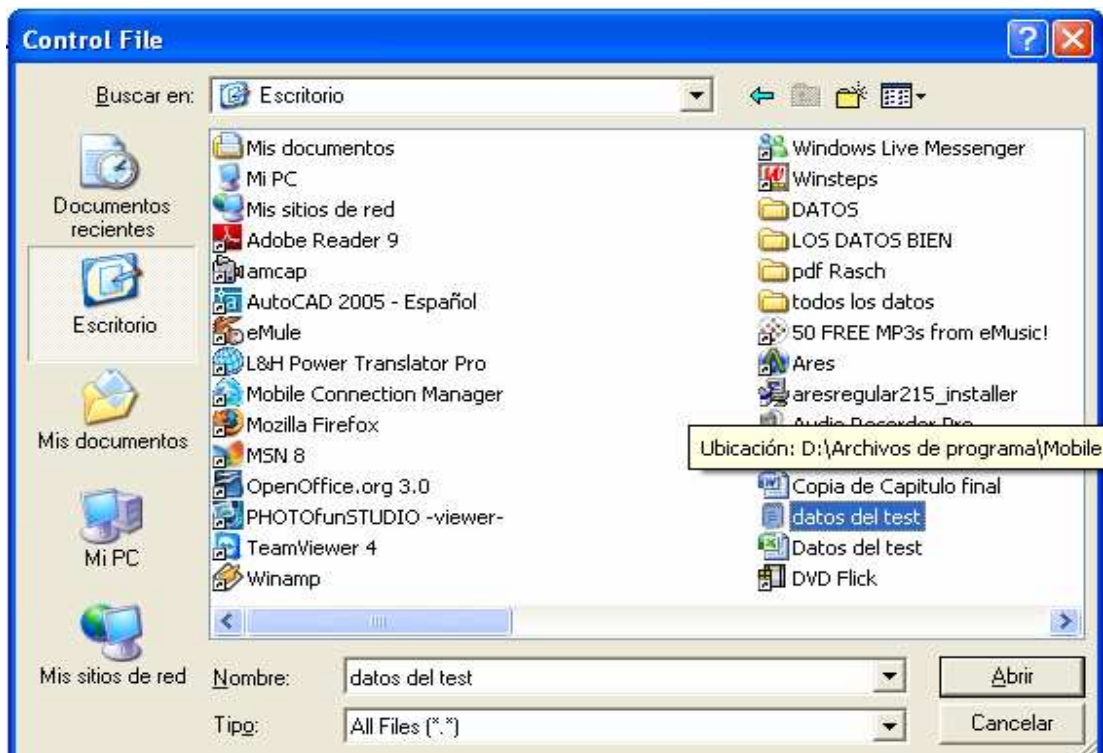 Control File
Buscar en:
Escritorio
Documentos recientes
Escritorio
Mis documentos
Mi PC
Mis sitios de red
Mis documentos
Mi PC
Mis sitios de red
Adobe Reader 9
amcap
AutoCAD 2005 - Español
eMule
L&H Power Translator Pro
Mobile Connection Manager
Mozilla Firefox
MSN 8
OpenOffice.org 3.0
PHOTOfunSTUDIO -viewer-
TeamViewer 4
Winamp
Windows Live Messenger
Winsteps
DATOS
LOS DATOS BIEN
pdf Rasch
todos los datos
50 FREE MP3s from eMusic!
Ares
aresregular215_installer
Audio Recorder Pro
Ubicación: D:\Archivos de programa\Mobile
Copia de Capitulo final
datos del test
Datos del test
DVD Flick
Nombre:
datos del test
Abrir
Tipo:
All Files (*.*)
Cancelar